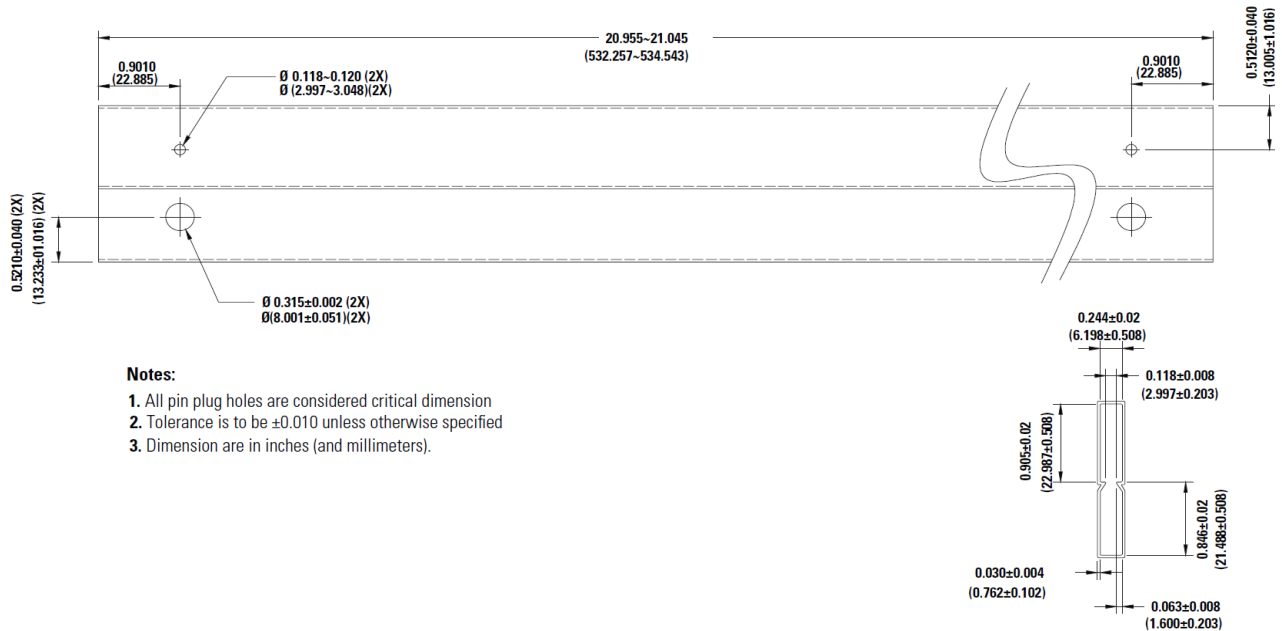 20.955~21.045
(532.257~534.543)
0.5120±0.040
(13.005±1.016)
0.9010
(22.885)
Ø 0.118~0.120 (2X)
Ø (2.997~3.048)(2X)
0.9010
(22.885)
0.5210±0.040 (2X)
(13.233±01.016) (2X)
Ø 0.315±0.002 (2X)
Ø(8.001±0.051)(2X)
0.244±0.02
(6.198±0.508)
0.118±0.008
(2.997±0.203)
Notes:
1. All pin plug holes are considered critical dimension
2. Tolerance is to be ±0.010 unless otherwise specified
3. Dimension are in inches (and millimeters).
0.905±0.02
(22.987±0.508)
0.846±0.02
(21.488±0.508)
0.030±0.004
(0.762±0.102)
0.063±0.008
(1.600±0.203)